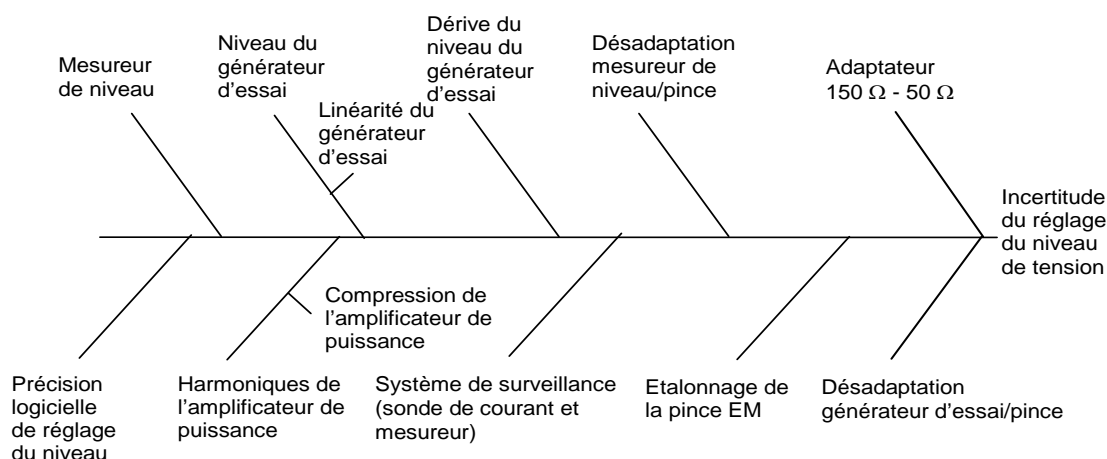 Mesureur
de niveau
Niveau du
générateur
d'essai
Linéarité du
générateur
d'essai
Dérive du
niveau du
générateur
d'essai
Désadaptation
mesureur de
niveau/pince
Adaptateur
150 Ω - 50 Ω
Incertitude
du réglage
du niveau
de tension
Précision
logicielle
de réglage
du niveau
Harmoniques de
l'amplificateur de
puissance
Compression de
l'amplificateur de
puissance
Système de surveillance
(sonde de courant et
mesureur)
Etalonnage de
la pince EM
Désadaptation
générateur d'essai/pince